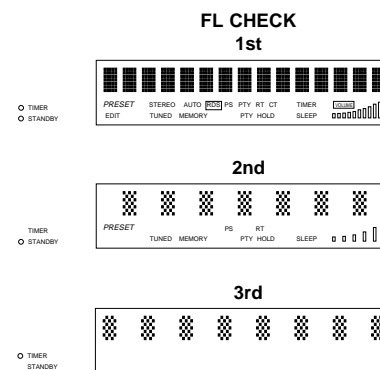 FL CHECK
1st
PRESET STEREO AUTO RDS PS PTY RT CT TIMER VOLUME
TIMER
EDIT TUNED MEMORY PTY HOLD SLEEP
STANDBY
2nd
PRESET PS RT
TIMER
TUNED MEMORY PTY HOLD SLEEP
STANDBY
3rd
TIMER
STANDBY